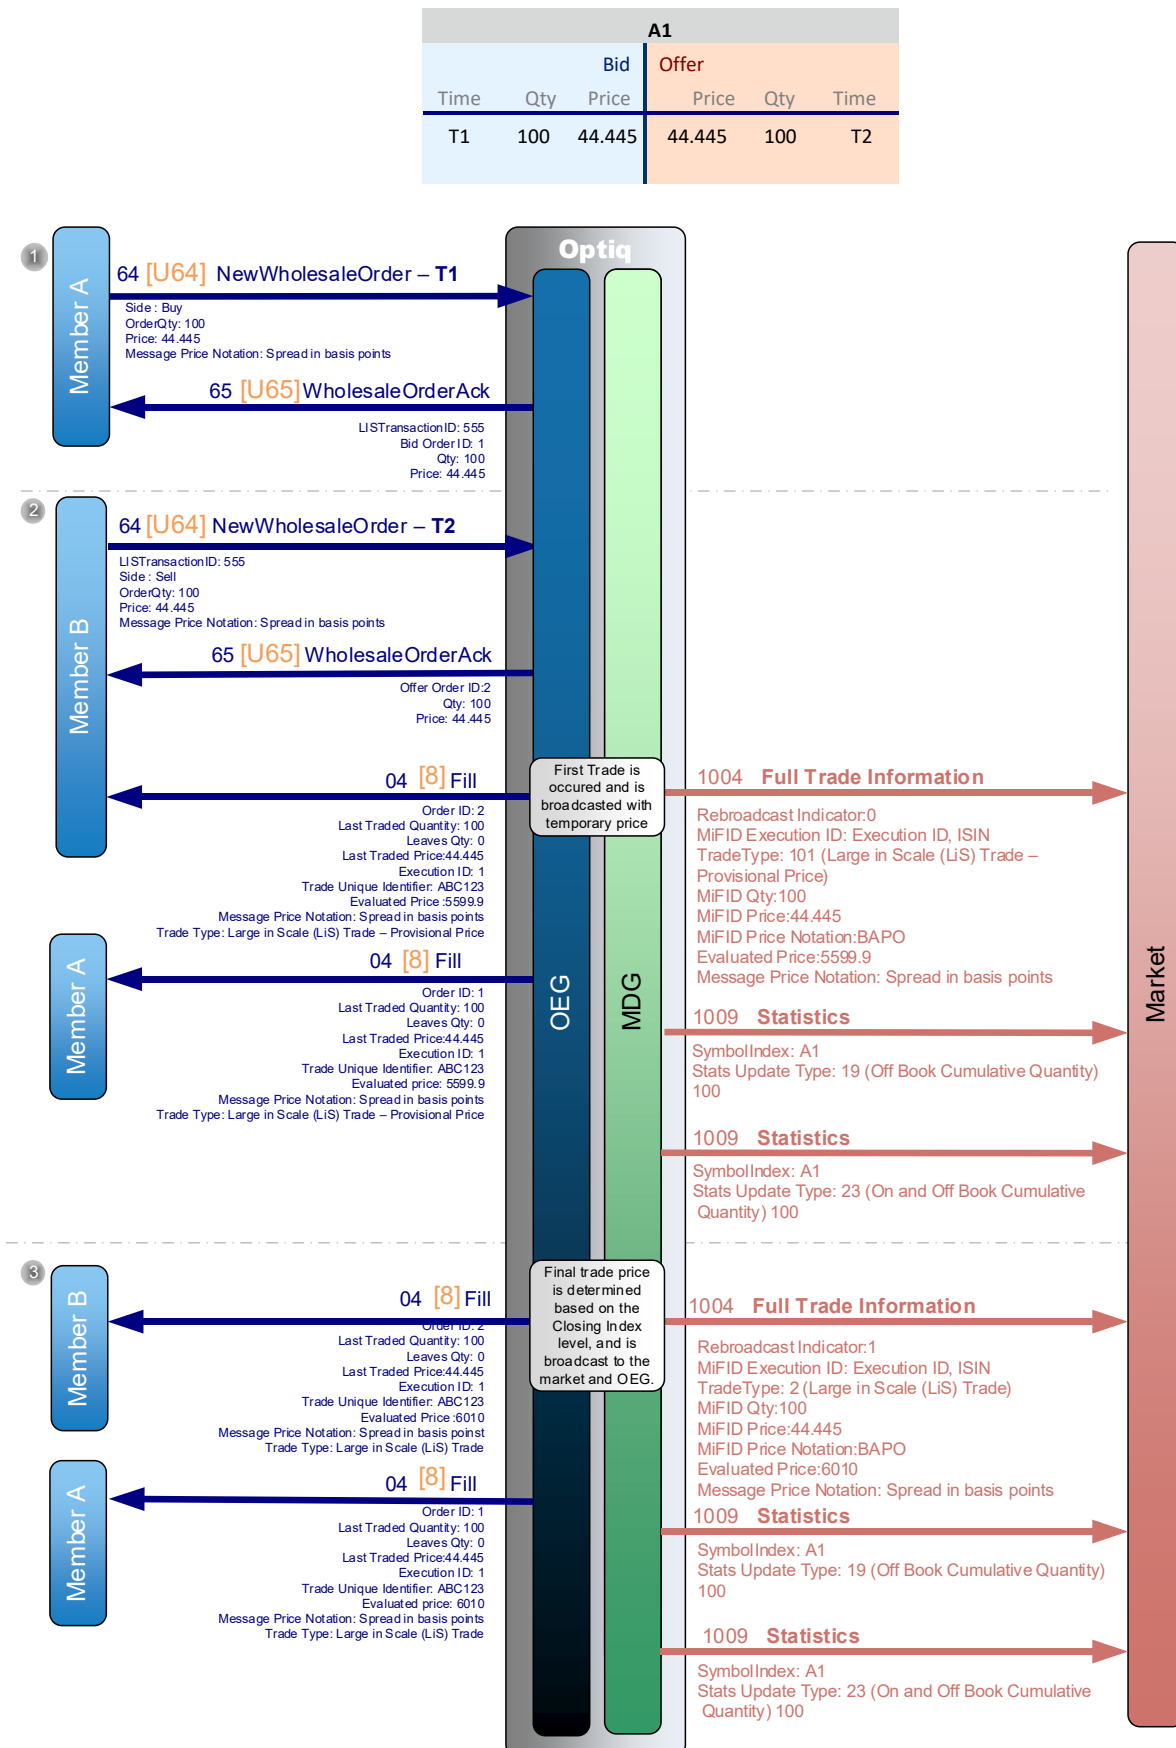 A1
Bid Offer
Time Qty Price Price Qty Time
T1 100 44.445 44.445 100 T2
Optiq
OEG
MDG
Market
1
Member A
64 [U64] NewWholesaleOrder – T1
Side : Buy
OrderQty: 100
Price: 44.445
Message Price Notation: Spread in basis points
65 [U65] WholesaleOrderAck
LISTransactionID: 555
Bid Order ID: 1
Qty: 100
Price: 44.445
2
Member B
64 [U64] NewWholesaleOrder – T2
LISTransactionID: 555
Side : Sell
OrderQty: 100
Price: 44.445
Message Price Notation: Spread in basis points
65 [U65] WholesaleOrderAck
Offer Order ID:2
Qty: 100
Price: 44.445
04 [8] Fill
Order ID: 2
Last Traded Quantity: 100
Leaves Qty: 0
Last Traded Price:44.445
Execution ID: 1
Trade Unique Identifier: ABC123
Evaluated Price :5599.9
Message Price Notation: Spread in basis points
Trade Type: Large in Scale (LiS) Trade – Provisional Price
First Trade is
occured and is
broadcasted with
temporary price
1004 Full Trade Information
Rebroadcast Indicator:0
MiFID Execution ID: Execution ID, ISIN
TradeType: 101 (Large in Scale (LiS) Trade –
Provisional Price)
MiFID Qty:100
MiFID Price:44.445
MiFID Price Notation:BAPO
Evaluated Price:5599.9
Message Price Notation: Spread in basis points
Member A
04 [8] Fill
Order ID: 1
Last Traded Quantity: 100
Leaves Qty: 0
Last Traded Price:44.445
Execution ID: 1
Trade Unique Identifier: ABC123
Evaluated price: 5599.9
Message Price Notation: Spread in basis points
Trade Type: Large in Scale (LiS) Trade – Provisional Price
1009 Statistics
SymbolIndex: A1
Stats Update Type: 19 (Off Book Cumulative Quantity)
100
1009 Statistics
SymbolIndex: A1
Stats Update Type: 23 (On and Off Book Cumulative
Quantity) 100
3
Member B
04 [8] Fill
Order ID: 2
Last Traded Quantity: 100
Leaves Qty: 0
Last Traded Price:44.445
Execution ID: 1
Trade Unique Identifier: ABC123
Evaluated Price :6010
Message Price Notation: Spread in basis poinst
Trade Type: Large in Scale (LiS) Trade
Final trade price
is determined
based on the
Closing Index
level, and is
broadcast to the
market and OEG.
1004 Full Trade Information
Rebroadcast Indicator:1
MiFID Execution ID: Execution ID, ISIN
TradeType: 2 (Large in Scale (LiS) Trade)
MiFID Qty:100
MiFID Price:44.445
MiFID Price Notation:BAPO
Evaluated Price:6010
Message Price Notation: Spread in basis points
Member A
04 [8] Fill
Order ID: 1
Last Traded Quantity: 100
Leaves Qty: 0
Last Traded Price:44.445
Execution ID: 1
Trade Unique Identifier: ABC123
Evaluated price: 6010
Message Price Notation: Spread in basis points
Trade Type: Large in Scale (LiS) Trade
1009 Statistics
SymbolIndex: A1
Stats Update Type: 19 (Off Book Cumulative Quantity)
100
1009 Statistics
SymbolIndex: A1
Stats Update Type: 23 (On and Off Book Cumulative
Quantity) 100